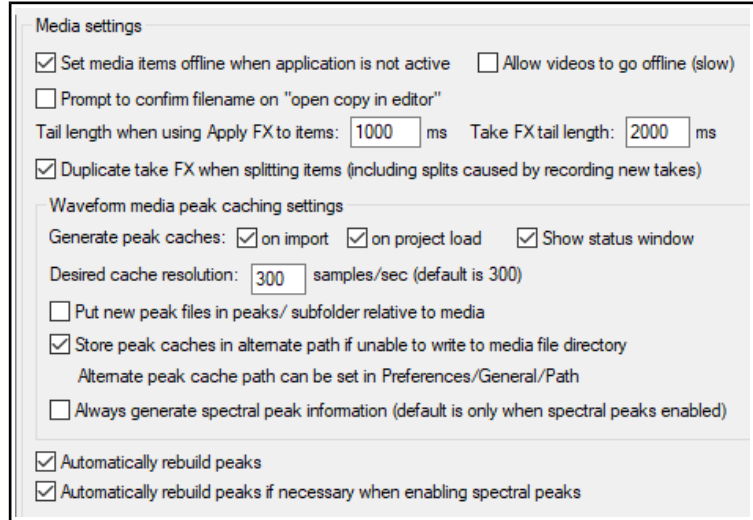 Media settings
Set media items offline when application is not active Allow videos to go offline (slow)
Prompt to confirm filename on "open copy in editor"
Tail length when using Apply FX to items: 1000 ms Take FX tail length: 2000 ms
Duplicate take FX when splitting items (including splits caused by recording new takes)
Waveform media peak caching settings
Generate peak caches: on import on project load Show status window
Desired cache resolution: 300 samples/sec (default is 300)
Put new peak files in peaks/ subfolder relative to media
Store peak caches in alternate path if unable to write to media file directory
Alternate peak cache path can be set in Preferences/General/Path
Always generate spectral peak information (default is only when spectral peaks enabled)
Automatically rebuild peaks
Automatically rebuild peaks if necessary when enabling spectral peaks